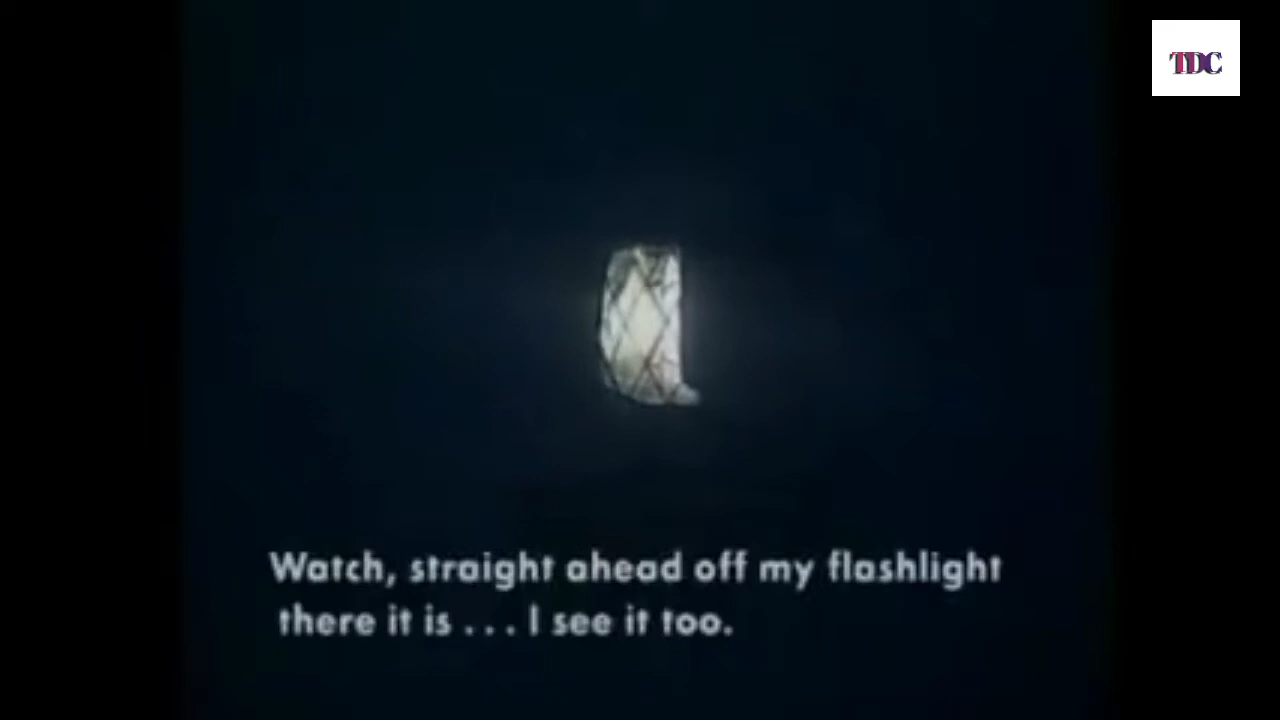 TDC
Watch, straight ahead off my flashlight
there it is . . . I see it too.